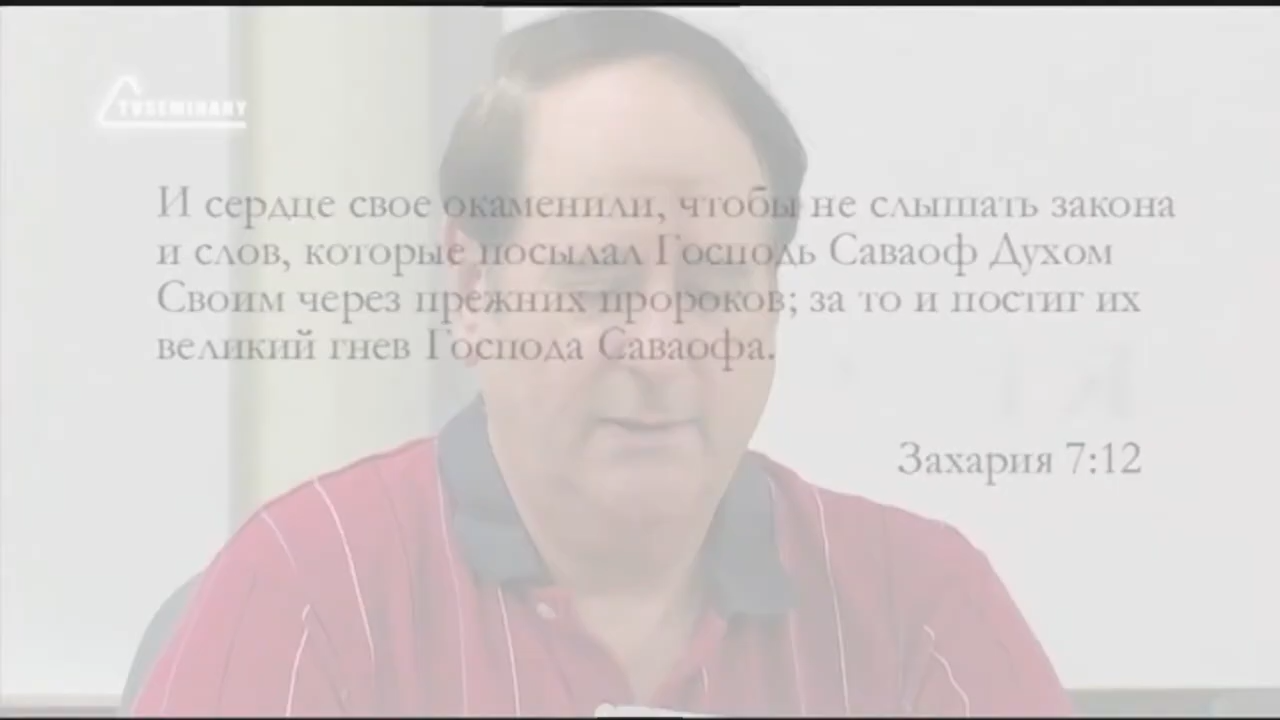 TVSEMINARY
И сердце свое окаменили, чтобы не слышать закона
и слов, которые посылал Господь Саваоф Духом
Своим через прежних пророков; за то и постиг их
великий гнев Господа Саваофа.
Захария 7:12